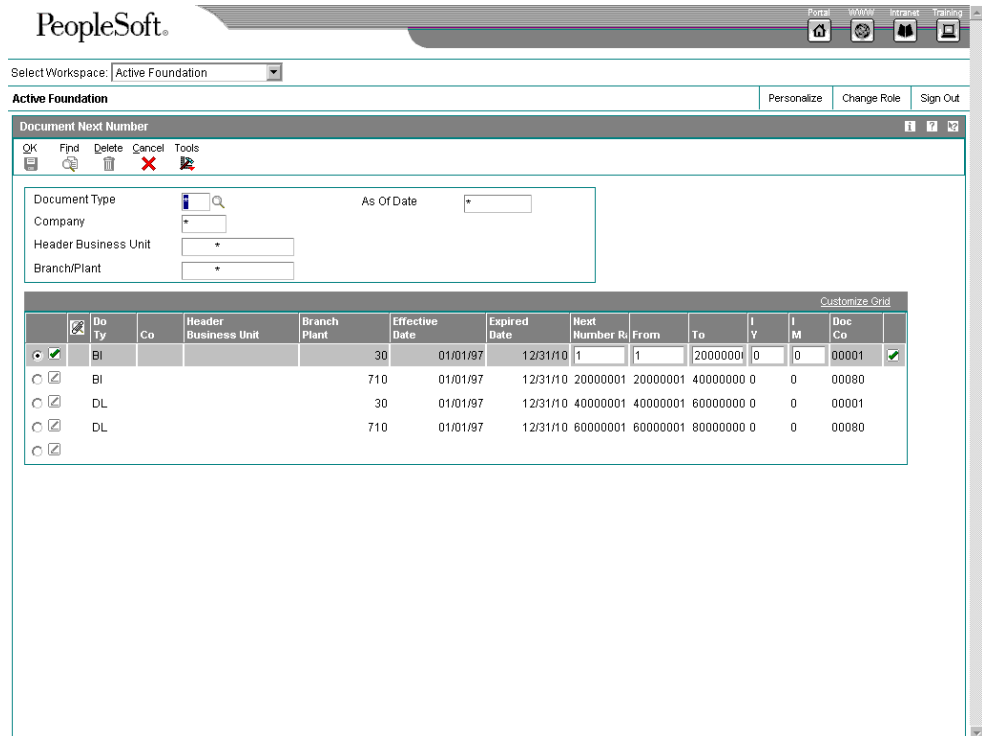 Portal WWW Intranet Training
PeopleSoft®
Select Workspace: Active Foundation
Active Foundation Personalize Change Role Sign Out
Document Next Number i ?
OK Find Delete Cancel Tools
Document Type * As Of Date *
Company *
Header Business Unit *
Branch/Plant *
Customize Grid
Do Header Branch Effective Expired Next I I Doc
Ty Co Business Unit Plant Date Date Number Ra From To Y M Co
BI 30 01/01/97 12/31/10 1 1 2000000 0 0 00001
BI 710 01/01/97 12/31/10 20000001 20000001 40000000 0 0 00080
DL 30 01/01/97 12/31/10 40000001 40000001 60000000 0 0 00001
DL 710 01/01/97 12/31/10 60000001 60000001 80000000 0 0 00080